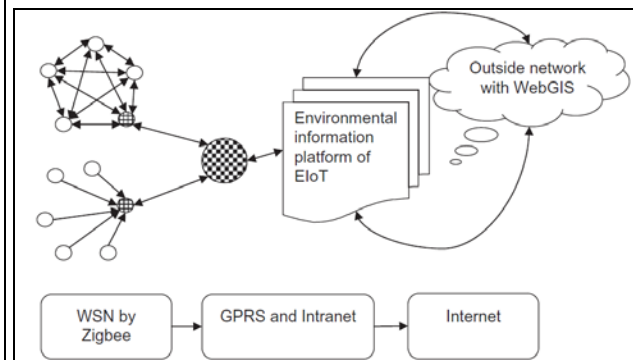 Outside network
with WebGIS
Environmental
information
platform of
EIoT
WSN by
Zigbee
GPRS and Intranet
Internet